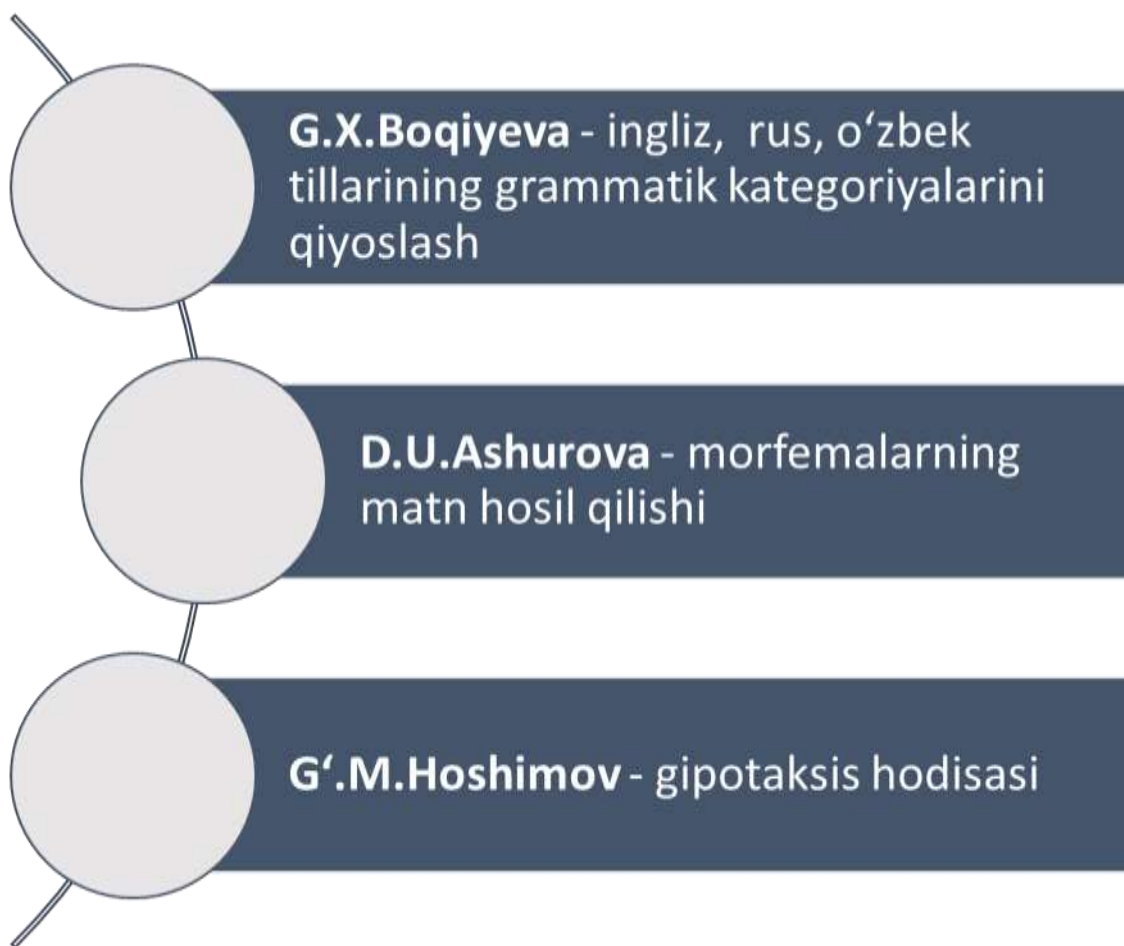 G.X.Boqiyeva - ingliz, rus, o‘zbek
tillarining grammatik kategoriyalarini
qiyoslash
D.U.Ashurova - morfemalarning
matn hosil qilishi
G‘.M.Hoshimov - gipotaksis hodisasi